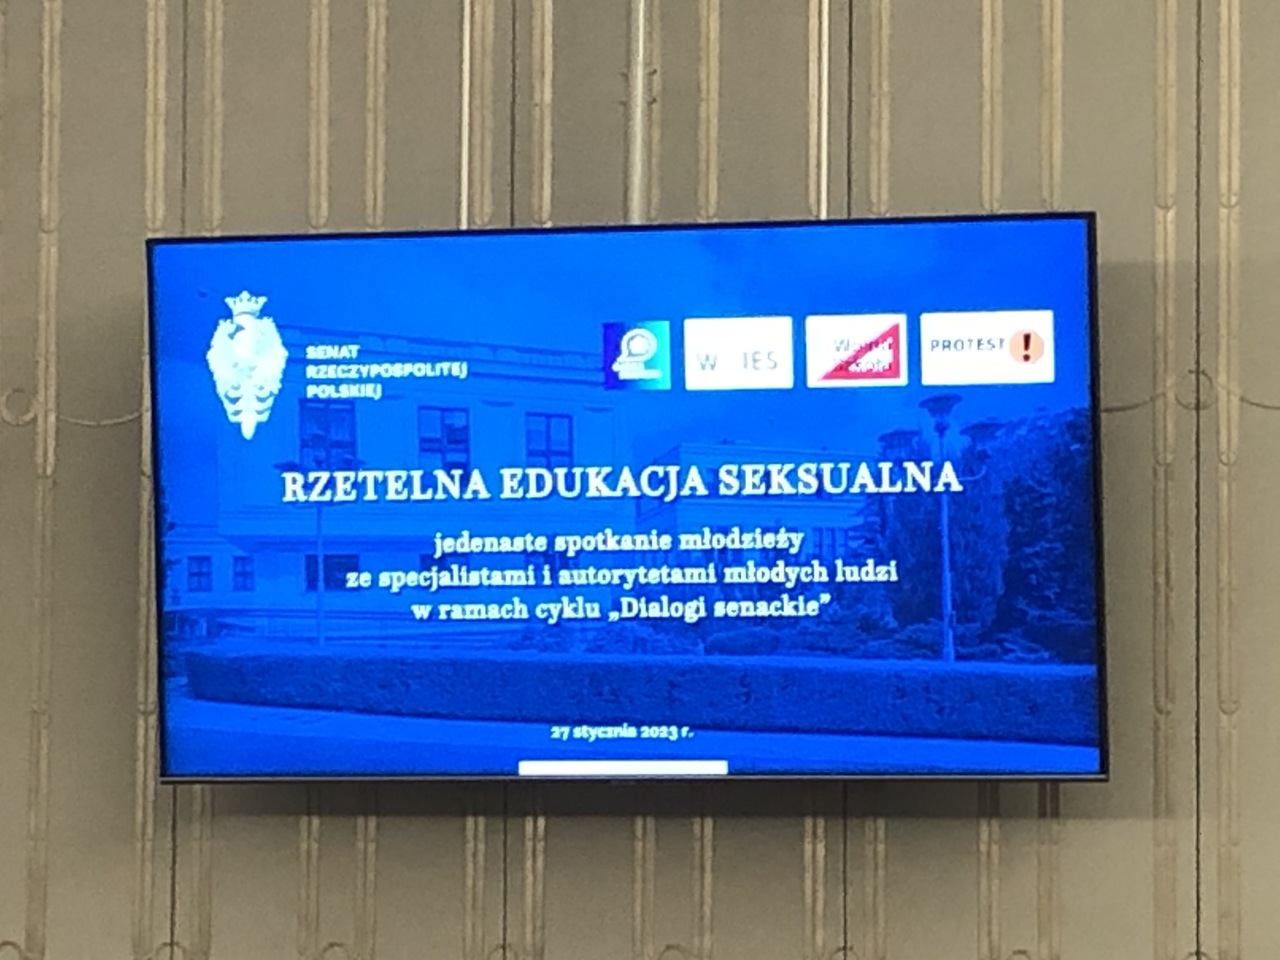 SENAT
RZECZYPOSPOLITEJ
POLSKIEJ
PROTEST !
RZETELNA EDUKACJA SEKSUALNA
jedenaste spotkanie młodzieży
ze specjalistami i autorytetami młodych ludzi
w ramach cyklu „Dialogi senackie”
27 stycznia 2023 r.